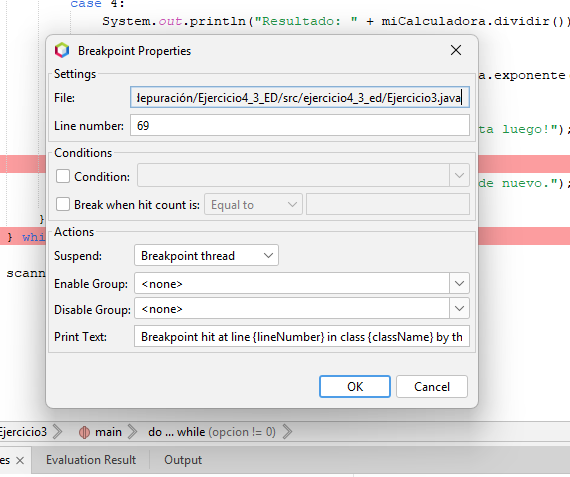 case 4:
System.out.println("Resultado: " + miCalculadora.dividir())
Breakpoint Properties
Settings
a.exponente(
File: depuración/Ejercicio4_3_ED/src/ejercicio4_3_ed/Ejercicio3.java
Line number: 69
ta luego!");
Conditions
Condition:
de nuevo.");
Break when hit count is: Equal to
}
Actions
} whi
Suspend: Breakpoint thread
scann
Enable Group: <none>
Disable Group: <none>
Print Text: Breakpoint hit at line {lineNumber} in class {className} by th
OK Cancel
Ejercicio3 main do ... while (opcion != 0)
es Evaluation Result Output